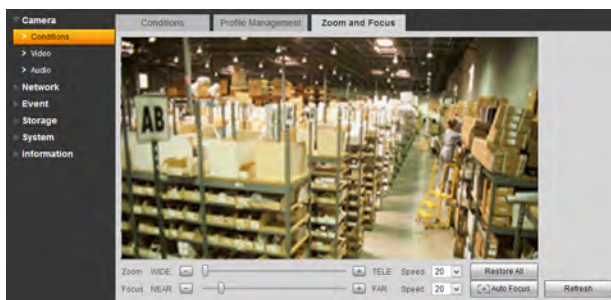 Camera
Conditions
Video
Audio
Network
Event
Storage
System
Information
Conditions Profile Management Zoom and Focus
AB
Zoom WIDE - + TELE Speed 20 Restore All
Focus NEAR - + FAR Speed 20 Auto Focus Refresh